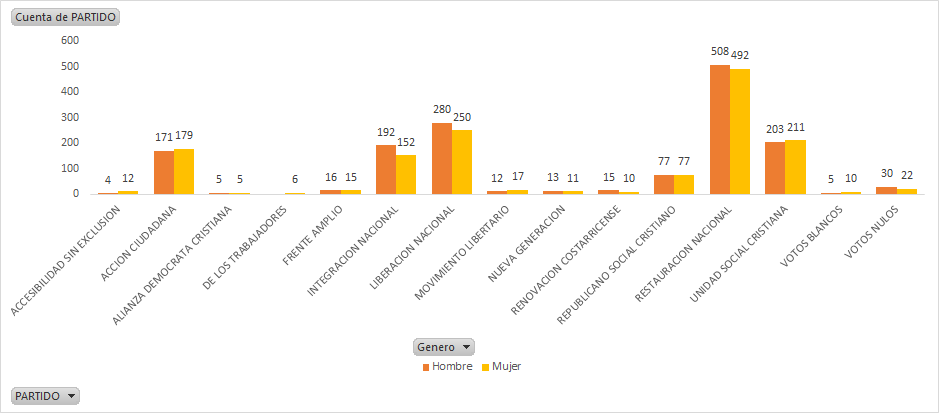 Cuenta de PARTIDO
600
500
400
300
200
100
0
4 12
171 179
5 5
6
16 15
192 152
280 250
12 17
13 11
15 10
77 77
508 492
203 211
5 10
30 22
ACCESIBILIDAD SIN EXCLUSION
ACCION CIUDADANA
ALIANZA DEMOCRATA CRISTIANA
DE LOS TRABAJADORES
FRENTE AMPLIO
INTEGRACION NACIONAL
LIBERACION NACIONAL
MOVIMIENTO LIBERTARIO
NUEVA GENERACION
RENOVACION COSTARRICENSE
REPUBLICANO SOCIAL CRISTIANO
RESTAURACION NACIONAL
UNIDAD SOCIAL CRISTIANA
VOTOS BLANCOS
VOTOS NULOS
Genero
Hombre Mujer
PARTIDO